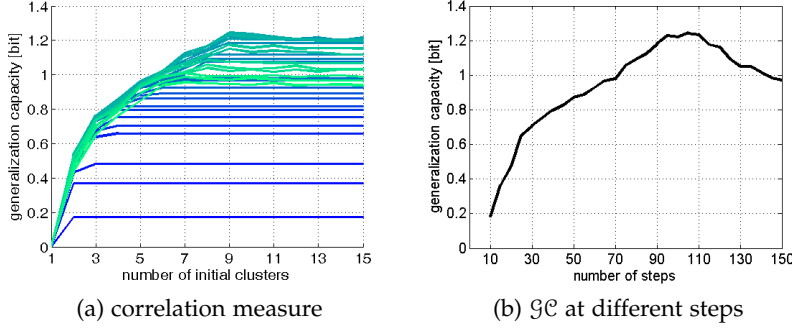 1.4
1.2
1
0.8
0.6
0.4
0.2
0
generalization capacity [bit]
1 3 5 7 9 11 13 15
number of initial clusters
(a) correlation measure
1.4
1.2
1
0.8
0.6
0.4
0.2
0
generalization capacity [bit]
10 30 50 70 90 110 130 150
number of steps
(b) 𝒢𝒞 at different steps